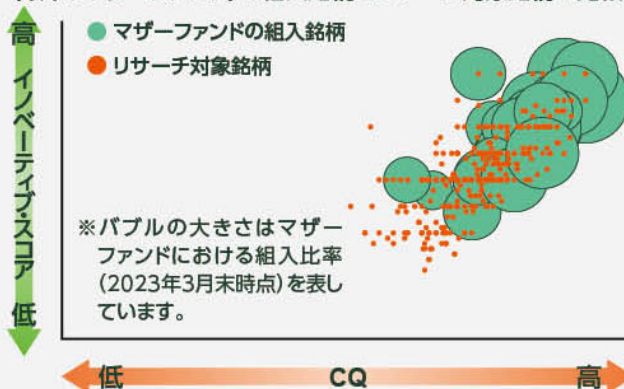 高
イノベーティブ・スコア
低
マザーファンドの組入銘柄
リサーチ対象銘柄
※バブルの大きさはマザー
ファンドにおける組入比率
(2023年3月末時点)を表し
ています。
低 CQ 高